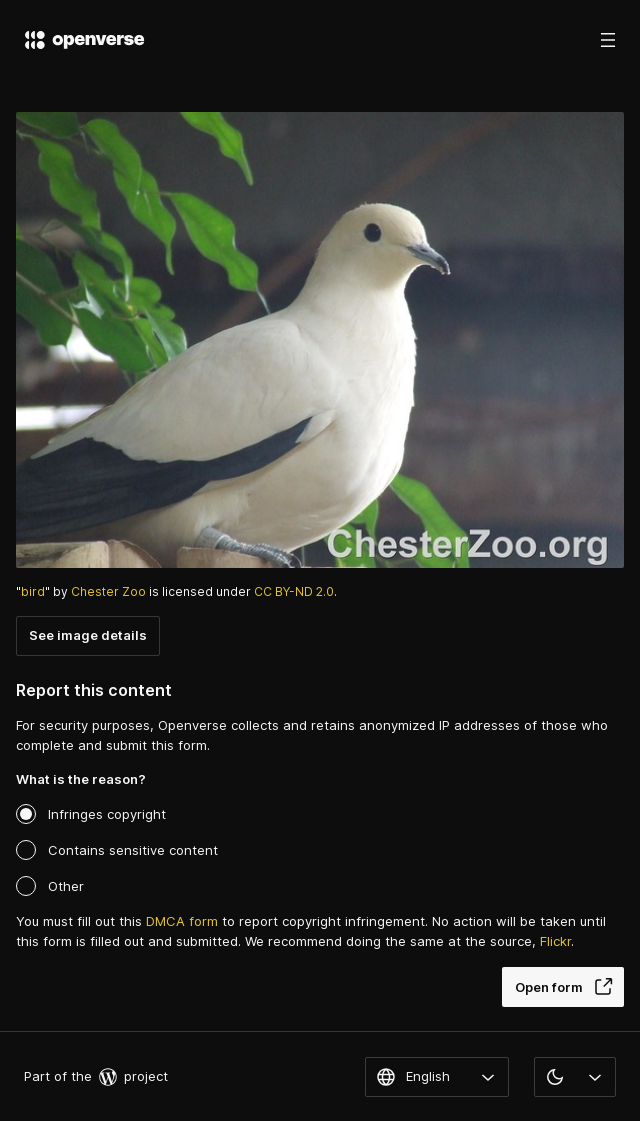 openverse
ChesterZoo.org
"bird" by Chester Zoo is licensed under CC BY-ND 2.0.
See image details
Report this content
For security purposes, Openverse collects and retains anonymized IP addresses of those who
complete and submit this form.
What is the reason?
Infringes copyright
Contains sensitive content
Other
You must fill out this DMCA form to report copyright infringement. No action will be taken until
this form is filled out and submitted. We recommend doing the same at the source, Flickr.
Open form
Part of the project
English